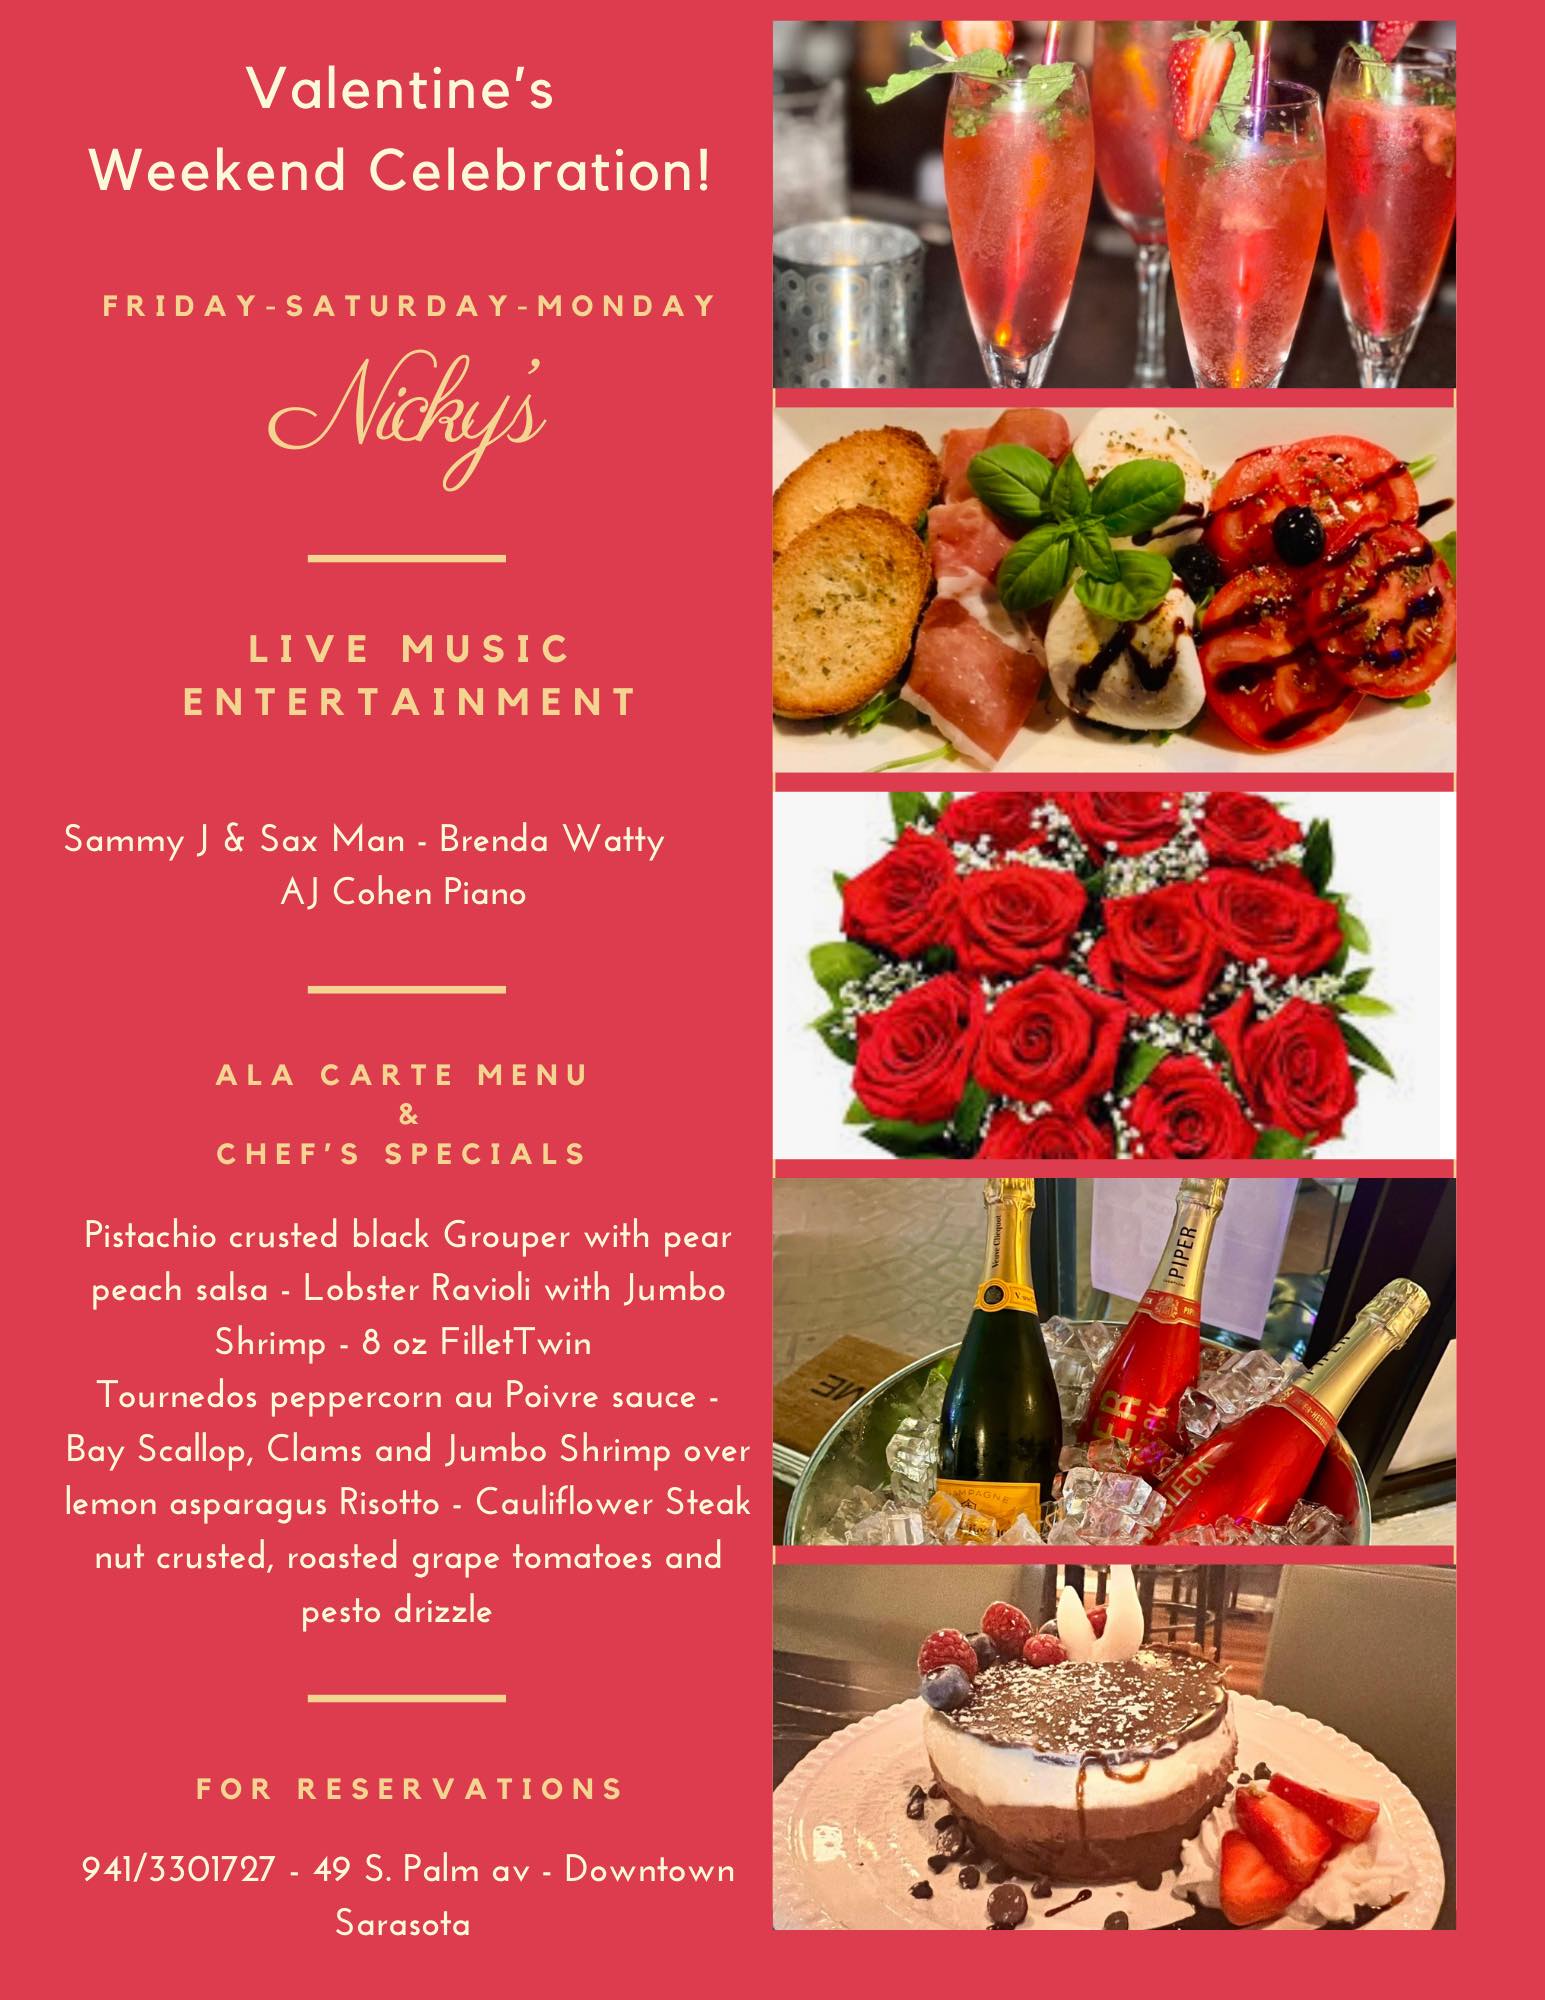 Valentine's
Weekend Celebration!
FRIDAY-SATURDAY-MONDAY
Nicky's
LIVE MUSIC
ENTERTAINMENT
Sammy J & Sax Man - Brenda Watty
AJ Cohen Piano
ALA CARTE MENU
&
CHEF'S SPECIALS
Pistachio crusted black Grouper with pear
peach salsa - Lobster Ravioli with Jumbo
Shrimp - 8 oz FilletTwin
Tournedos peppercorn au Poivre sauce -
Bay Scallop, Clams and Jumbo Shrimp over
lemon asparagus Risotto - Cauliflower Steak
nut crusted, roasted grape tomatoes and
pesto drizzle
FOR RESERVATIONS
941/3301727 - 49 S. Palm av - Downtown
Sarasota
Veuve Clicquot
PIPER
CHAMPAGNE